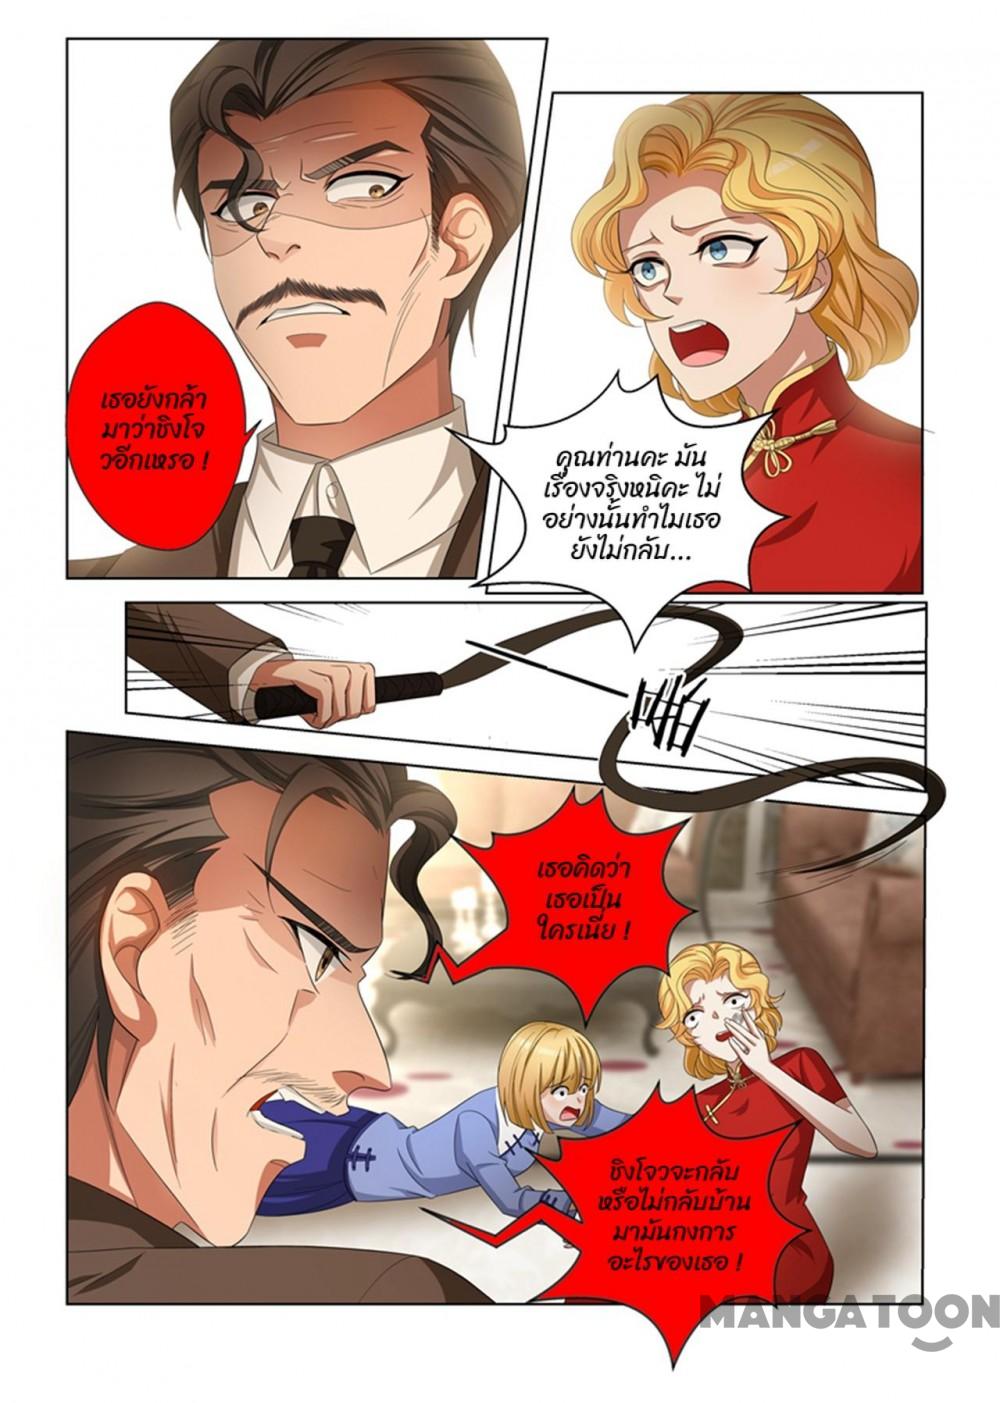 เธอยังกล้า
มาว่าชิงโจ
วอีกเหรอ !
คุณท่านคะ มัน
เรื่องจริงหนิคะ ไม่
อย่างนั้นทำไมเธอ
ยังไม่กลับ...
เธอคิดว่า
เธอเป็น
ใครเนี่ย !
ชิงโจวจะกลับ
หรือไม่กลับบ้าน
มามันกงการ
อะไรของเธอ !
MANGATOON